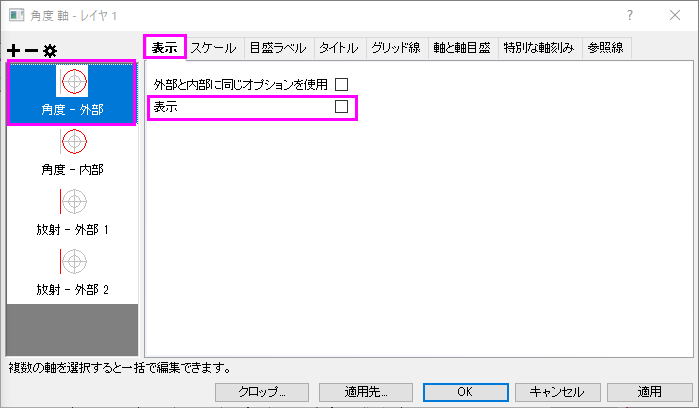 角度 軸 - レイヤ 1
?
表示 スケール 目盛ラベル タイトル グリッド線 軸と軸目盛 特別な軸刻み 参照線
角度 - 外部
角度 - 内部
放射 - 外部 1
放射 - 外部 2
外部と内部に同じオプションを使用
表示
複数の軸を選択すると一括で編集できます。
クロップ... 適用先... OK キャンセル 適用